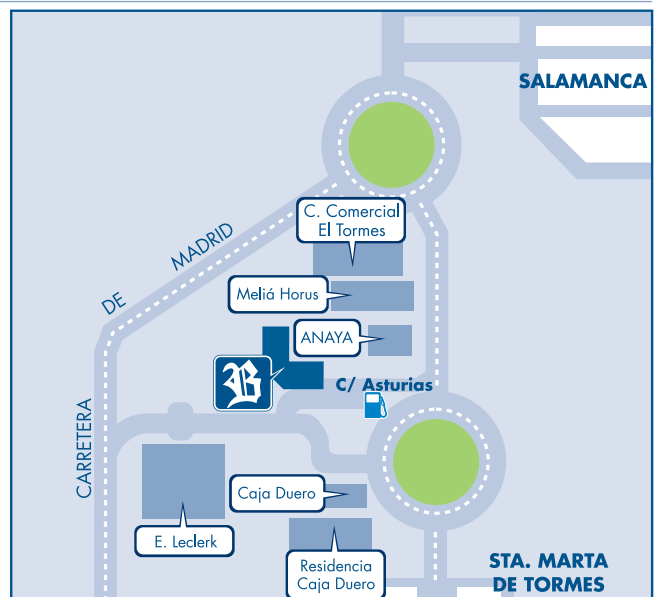 SALAMANCA
C. Comercial
El Tormes
CARRETERA DE MADRID
Meliá Horus
ANAYA
B
C/ Asturias
Caja Duero
E. Leclerk
Residencia
Caja Duero
STA. MARTA
DE TORMES